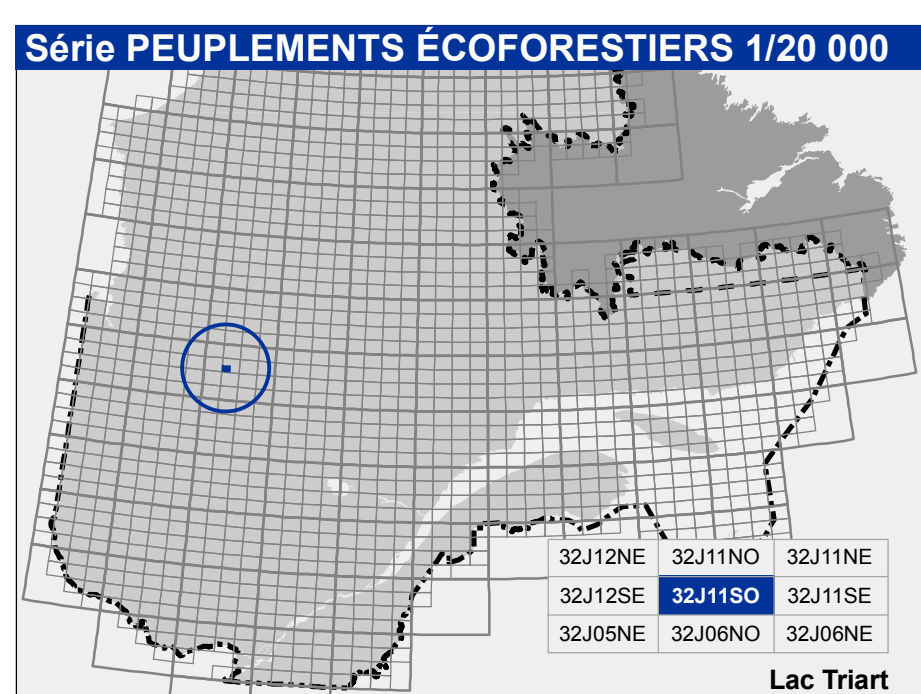 Série PEUPLEMENTS ÉCOFORESTIERS 1/20 000
32J12NE 32J11NO 32J11NE
32J12SE 32J11SO 32J11SE
32J05NE 32J06NO 32J06NE
Lac Triart